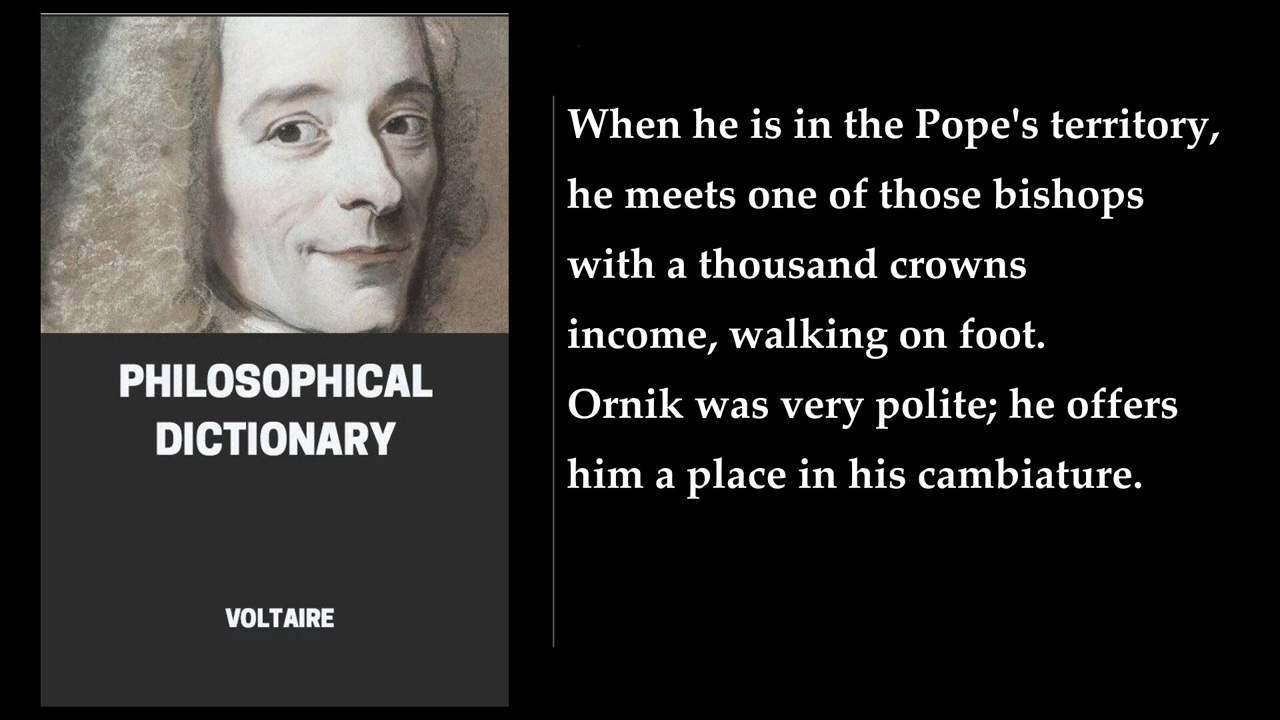 PHILOSOPHICAL
DICTIONARY
VOLTAIRE
When he is in the Pope's territory,
he meets one of those bishops
with a thousand crowns
income, walking on foot.
Ornik was very polite; he offers
him a place in his cambiature.